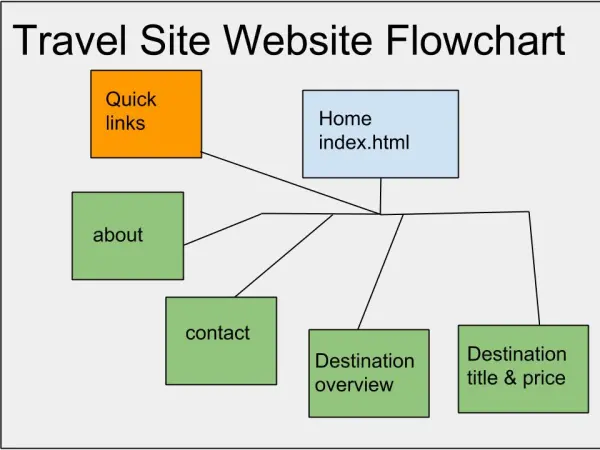 Travel Site Website Flowchart
Quick
links
Home
index.html
about
contact
Destination
overview
Destination
title & price